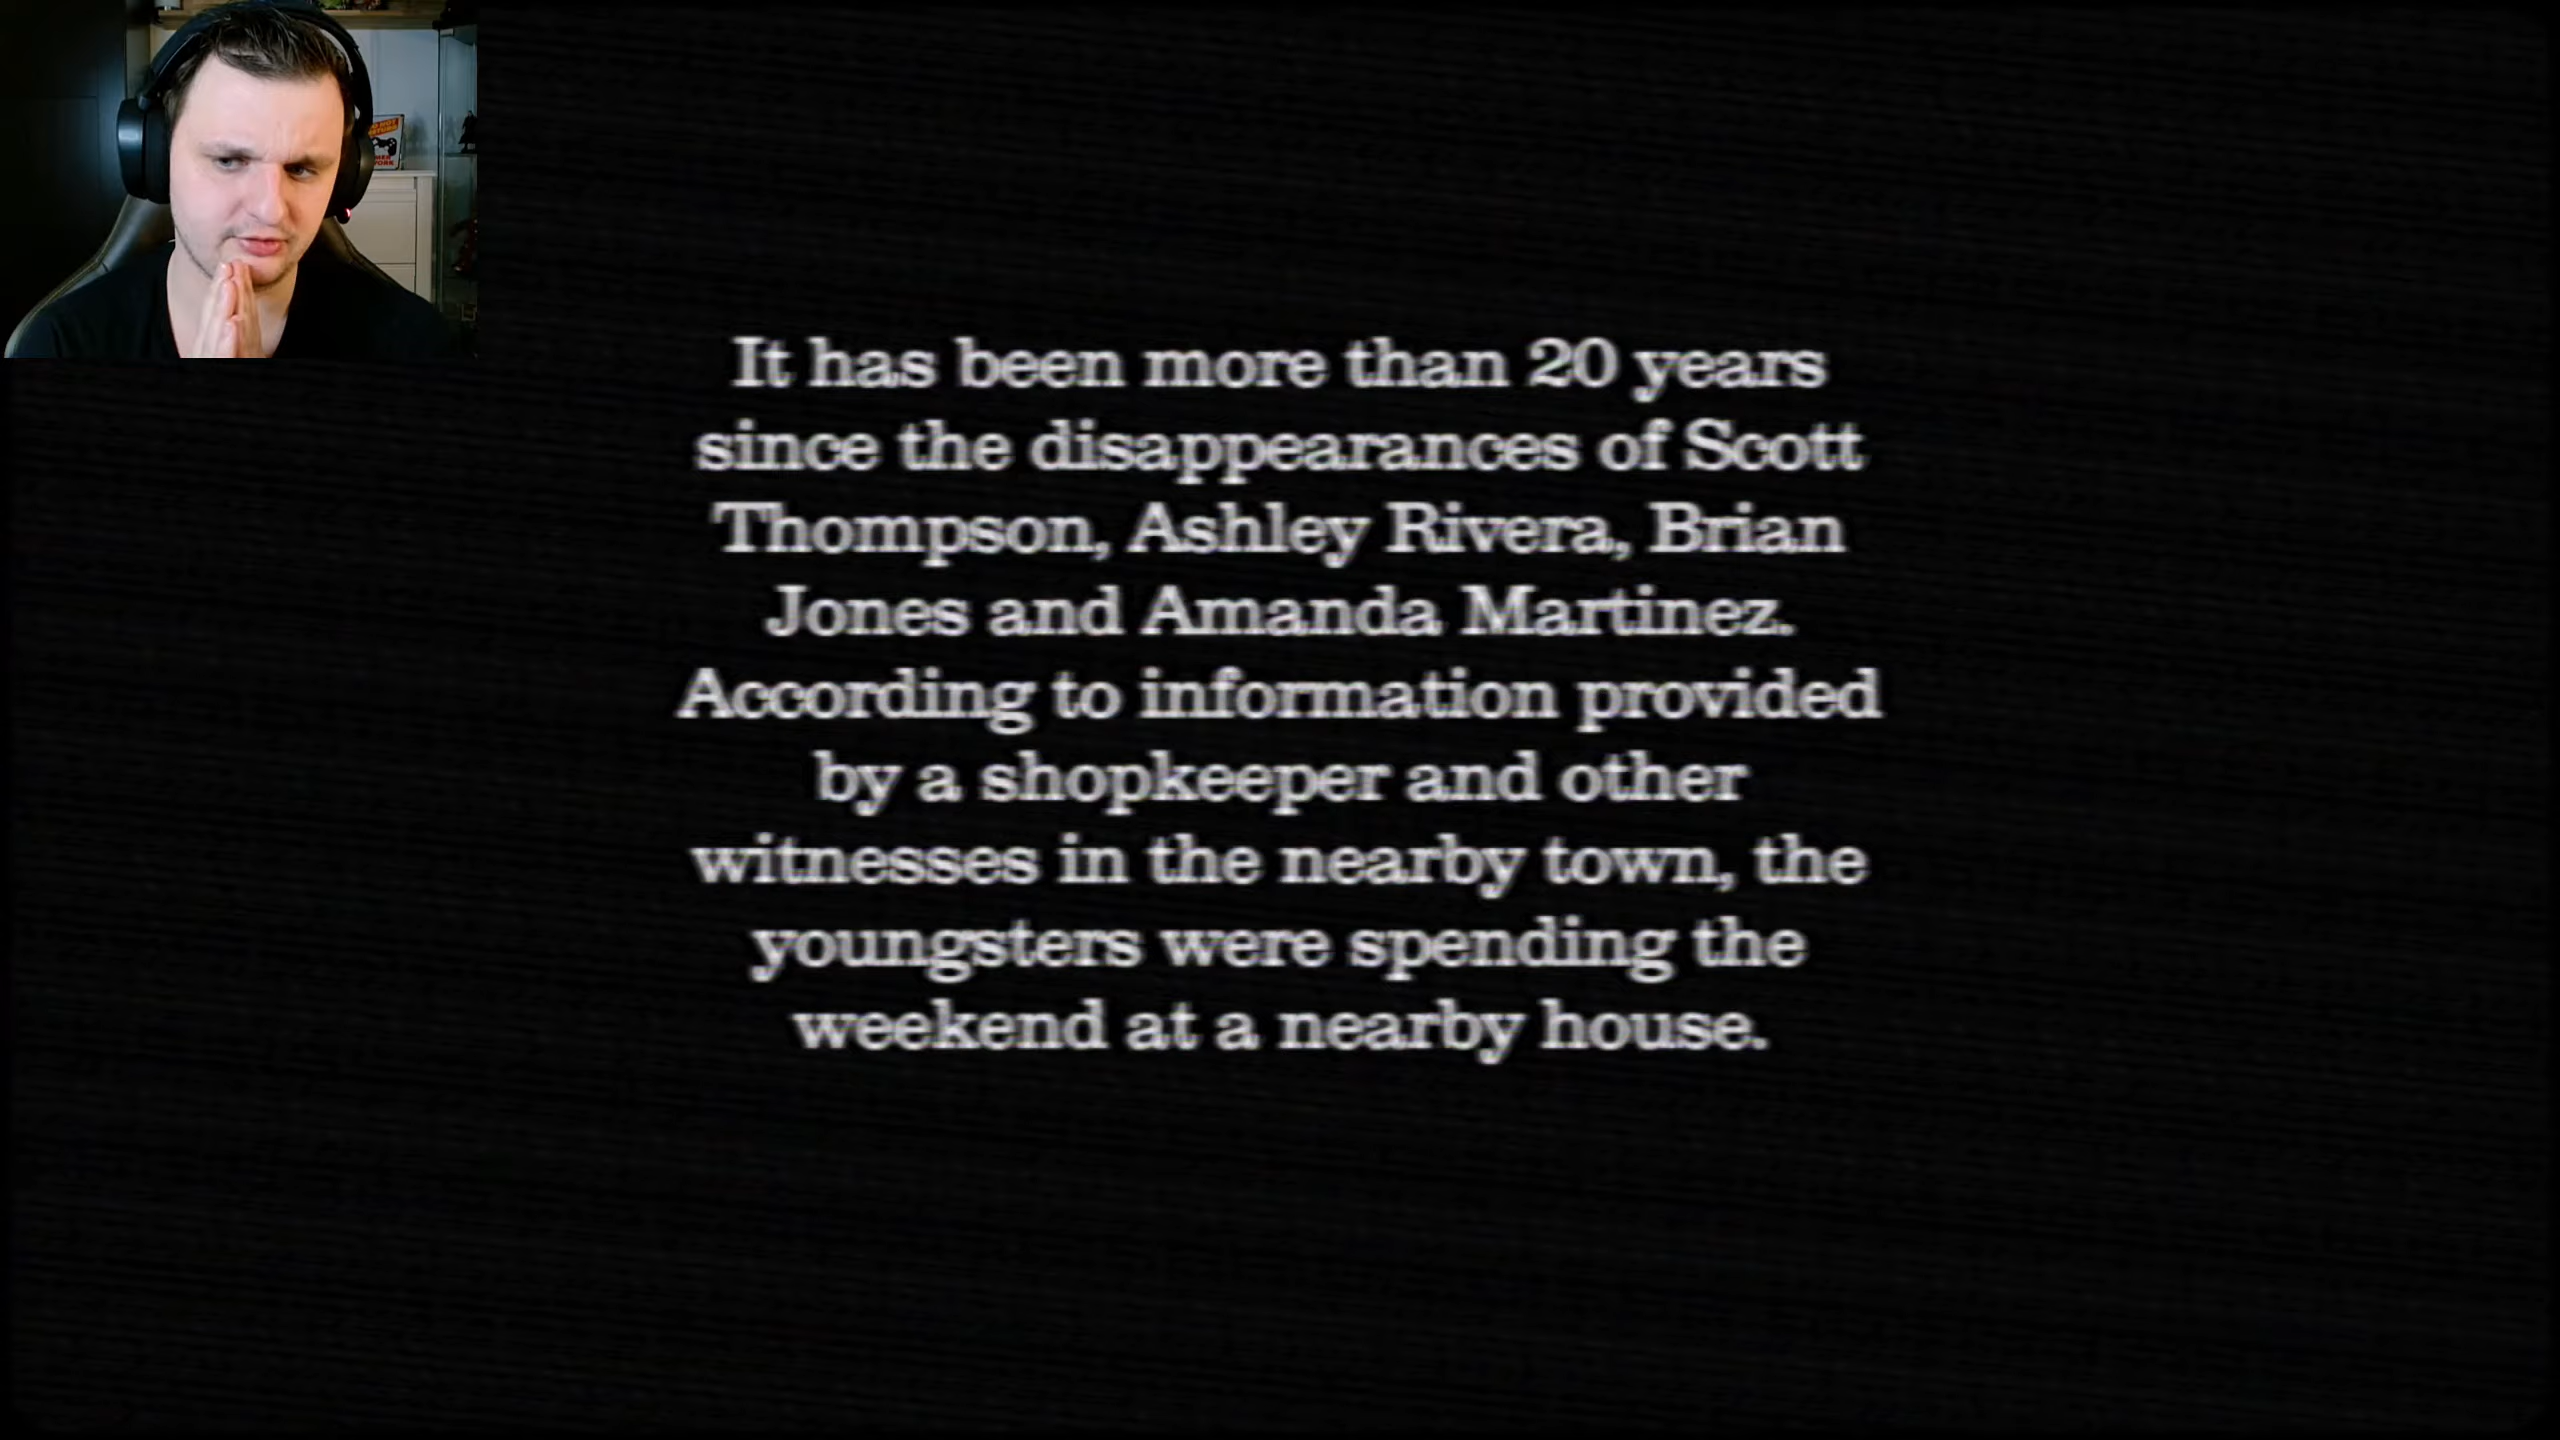 It has been more than 20 years
since the disappearances of Scott
Thompson, Ashley Rivera, Brian
Jones and Amanda Martinez.
According to information provided
by a shopkeeper and other
witnesses in the nearby town, the
youngsters were spending the
weekend at a nearby house.